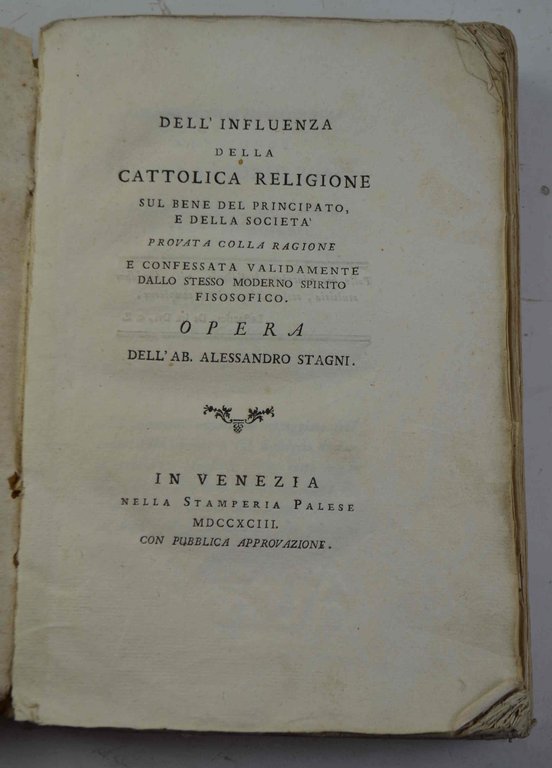 DELL' INFLUENZA
DELLA
CATTOLICA RELIGIONE
SUL BENE DEL PRINCIPATO,
E DELLA SOCIETA'
PROVATA COLLA RAGIONE
E CONFESSATA VALIDAMENTE
DALLO STESSO MODERNO SPIRITO
FISOSOFICO.
OPERA
DELL' AB. ALESSANDRO STAGNI.
IN VENEZIA
NELLA STAMPERIA PALESE
MDCCXCIII.
CON PUBBLICA APPROVAZIONE.